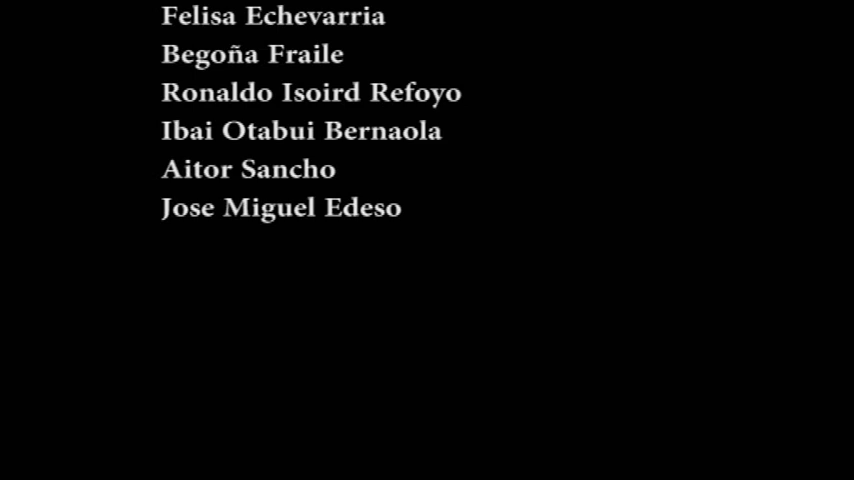 Felisa Echevarria
Begoña Fraile
Ronaldo Isoird Refoyo
Ibai Otabui Bernaola
Aitor Sancho
Jose Miguel Edeso